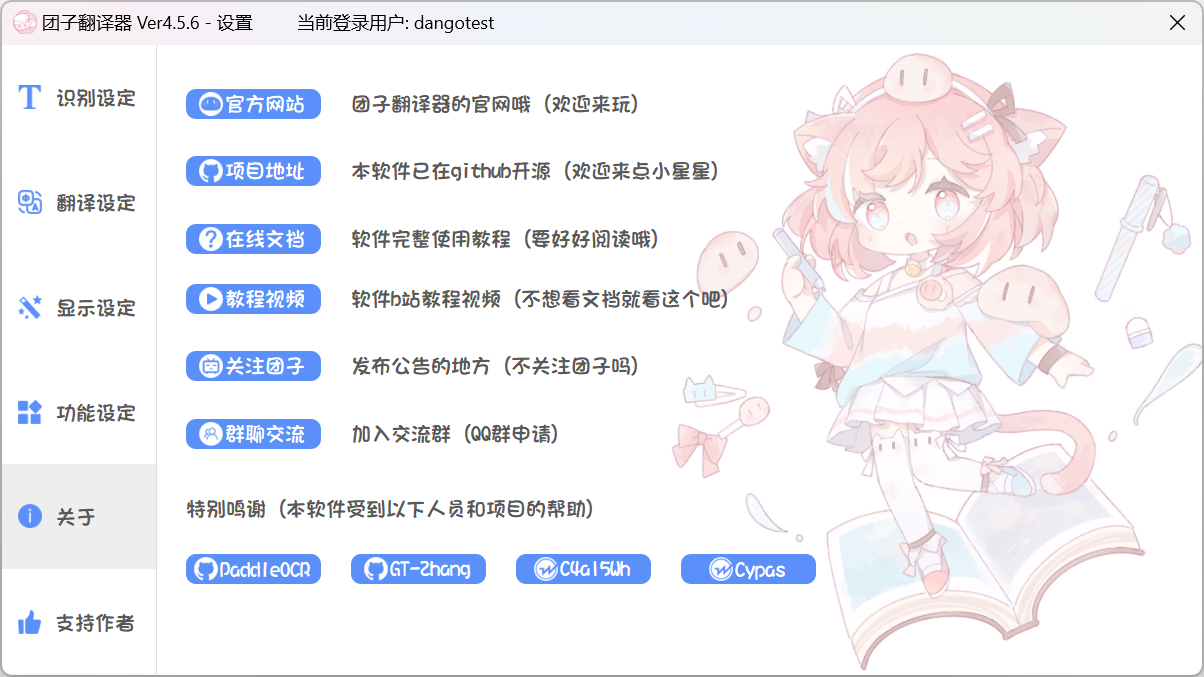 团子翻译器 Ver4.5.6 - 设置 当前登录用户: dangotest
识别设定
翻译设定
显示设定
功能设定
关于
支持作者
官方网站 团子翻译器的官网哦（欢迎来玩）
项目地址 本软件已在github开源（欢迎来点小星星）
在线文档 软件完整使用教程（要好好阅读哦）
教程视频 软件b站教程视频（不想看文档就看这个吧）
关注团子 发布公告的地方（不关注团子吗）
群聊交流 加入交流群（QQ群申请）
特别鸣谢（本软件受到以下人员和项目的帮助）
PaddleOCR GT-Zhang C4a15Wh Cypas